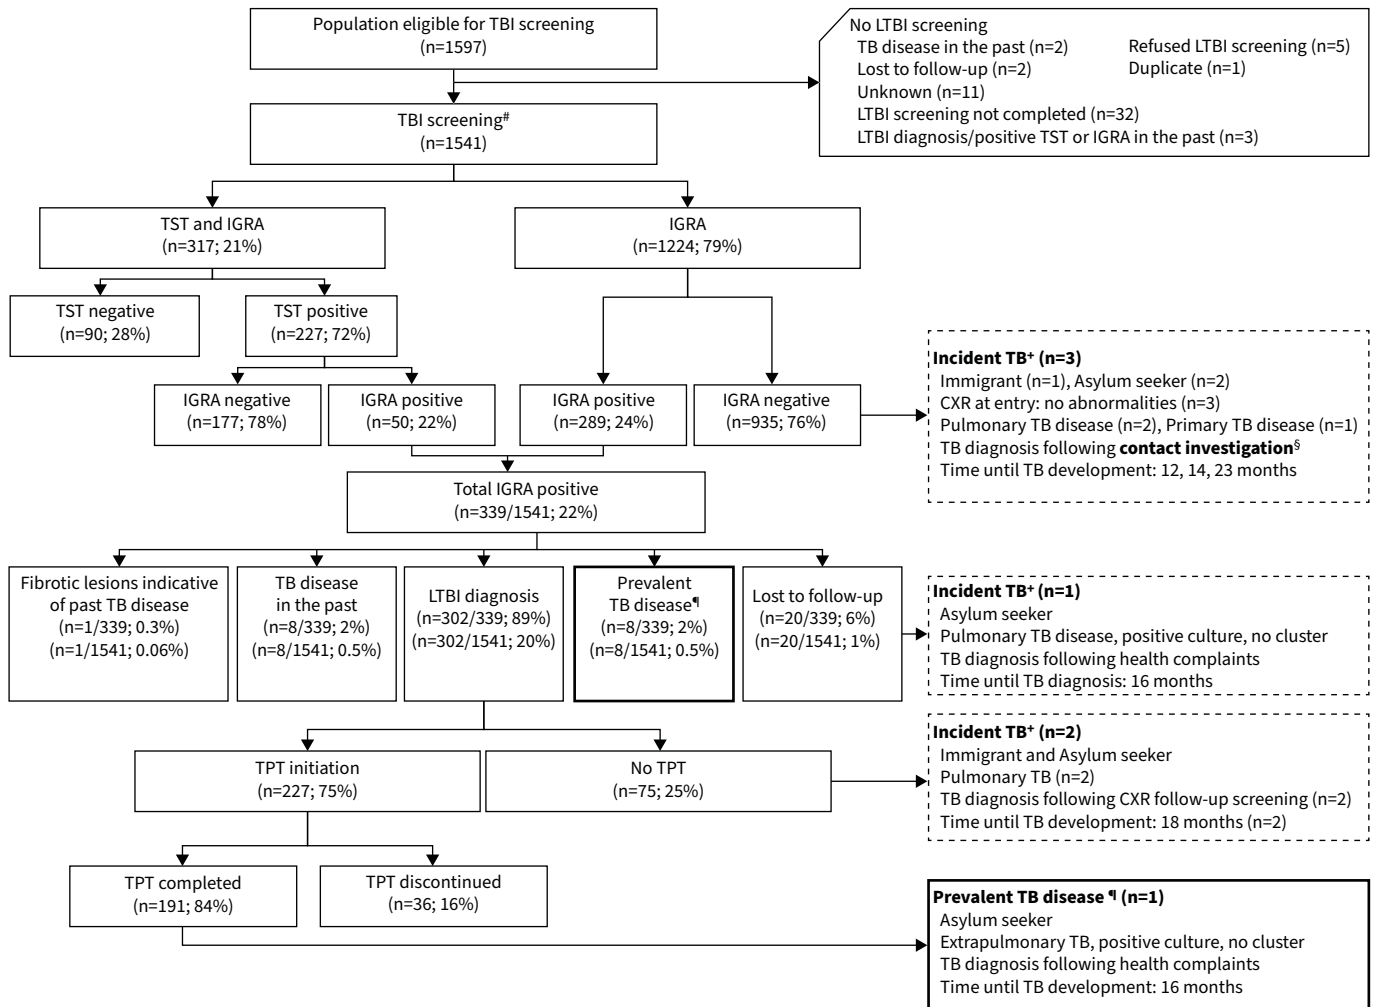 Population eligible for TBI screening
(n=1597)
No LTBI screening
TB disease in the past (n=2)
Refused LTBI screening (n=5)
Lost to follow-up (n=2)
Duplicate (n=1)
Unknown (n=11)
LTBI screening not completed (n=32)
LTBI diagnosis/positive TST or IGRA in the past (n=3)
TBI screening#
(n=1541)
TST and IGRA
(n=317; 21%)
IGRA
(n=1224; 79%)
TST negative
(n=90; 28%)
TST positive
(n=227; 72%)
IGRA negative
(n=177; 78%)
IGRA positive
(n=50; 22%)
IGRA positive
(n=289; 24%)
IGRA negative
(n=935; 76%)
Incident TB+ (n=3)
Immigrant (n=1), Asylum seeker (n=2)
CXR at entry: no abnormalities (n=3)
Pulmonary TB disease (n=2), Primary TB disease (n=1)
TB diagnosis following contact investigation§
Time until TB development: 12, 14, 23 months
Total IGRA positive
(n=339/1541; 22%)
Fibrotic lesions indicative
of past TB disease
(n=1/339; 0.3%)
(n=1/1541; 0.06%)
TB disease
in the past
(n=8/339; 2%)
(n=8/1541; 0.5%)
LTBI diagnosis
(n=302/339; 89%)
(n=302/1541; 20%)
Prevalent
TB disease¶
(n=8/339; 2%)
(n=8/1541; 0.5%)
Lost to follow-up
(n=20/339; 6%)
(n=20/1541; 1%)
Incident TB+ (n=1)
Asylum seeker
Pulmonary TB disease, positive culture, no cluster
TB diagnosis following health complaints
Time until TB diagnosis: 16 months
TPT initiation
(n=227; 75%)
No TPT
(n=75; 25%)
Incident TB+ (n=2)
Immigrant and Asylum seeker
Pulmonary TB (n=2)
TB diagnosis following CXR follow-up screening (n=2)
Time until TB development: 18 months (n=2)
TPT completed
(n=191; 84%)
TPT discontinued
(n=36; 16%)
Prevalent TB disease ¶ (n=1)
Asylum seeker
Extrapulmonary TB, positive culture, no cluster
TB diagnosis following health complaints
Time until TB development: 16 months